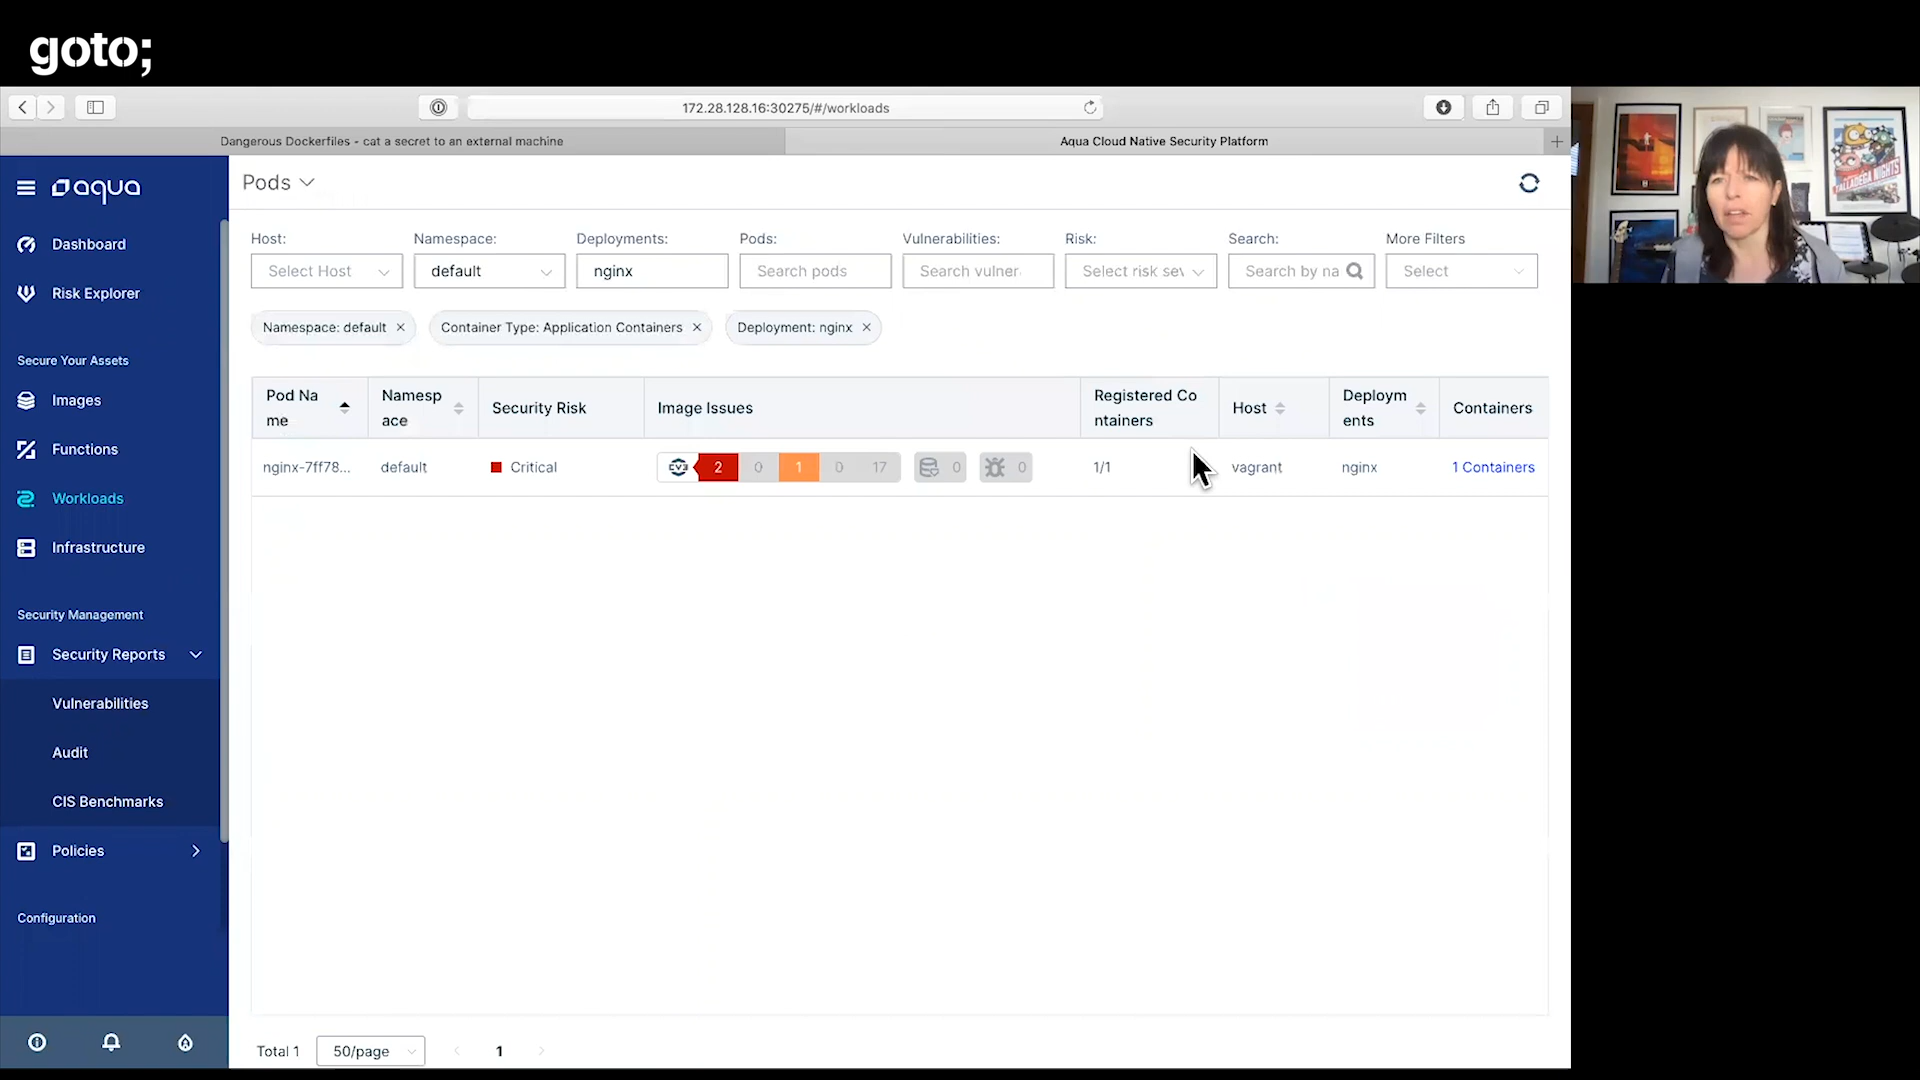 goto;
172.28.128.16:30275/#/workloads
Dangerous Dockerfiles - cat a secret to an external machine
Aqua Cloud Native Security Platform
aqua
Dashboard
Risk Explorer
Secure Your Assets
Images
Functions
Workloads
Infrastructure
Security Management
Security Reports
Vulnerabilities
Audit
CIS Benchmarks
Policies
Configuration
Pods
Host: Namespace: Deployments: Pods: Vulnerabilities: Risk: Search: More Filters
Select Host default nginx Search pods Search vulner Select risk sev Search by na Select
Namespace: default × Container Type: Application Containers × Deployment: nginx ×
Pod Na
me
Namesp
ace
Security Risk
Image Issues
Registered Co
ntainers
Host
Deploym
ents
Containers
nginx-7ff78... default Critical CVE 2 0 1 0 17 0 0 1/1 vagrant nginx 1 Containers
Total 1 50/page 1
TALLADEGA NIGHTS